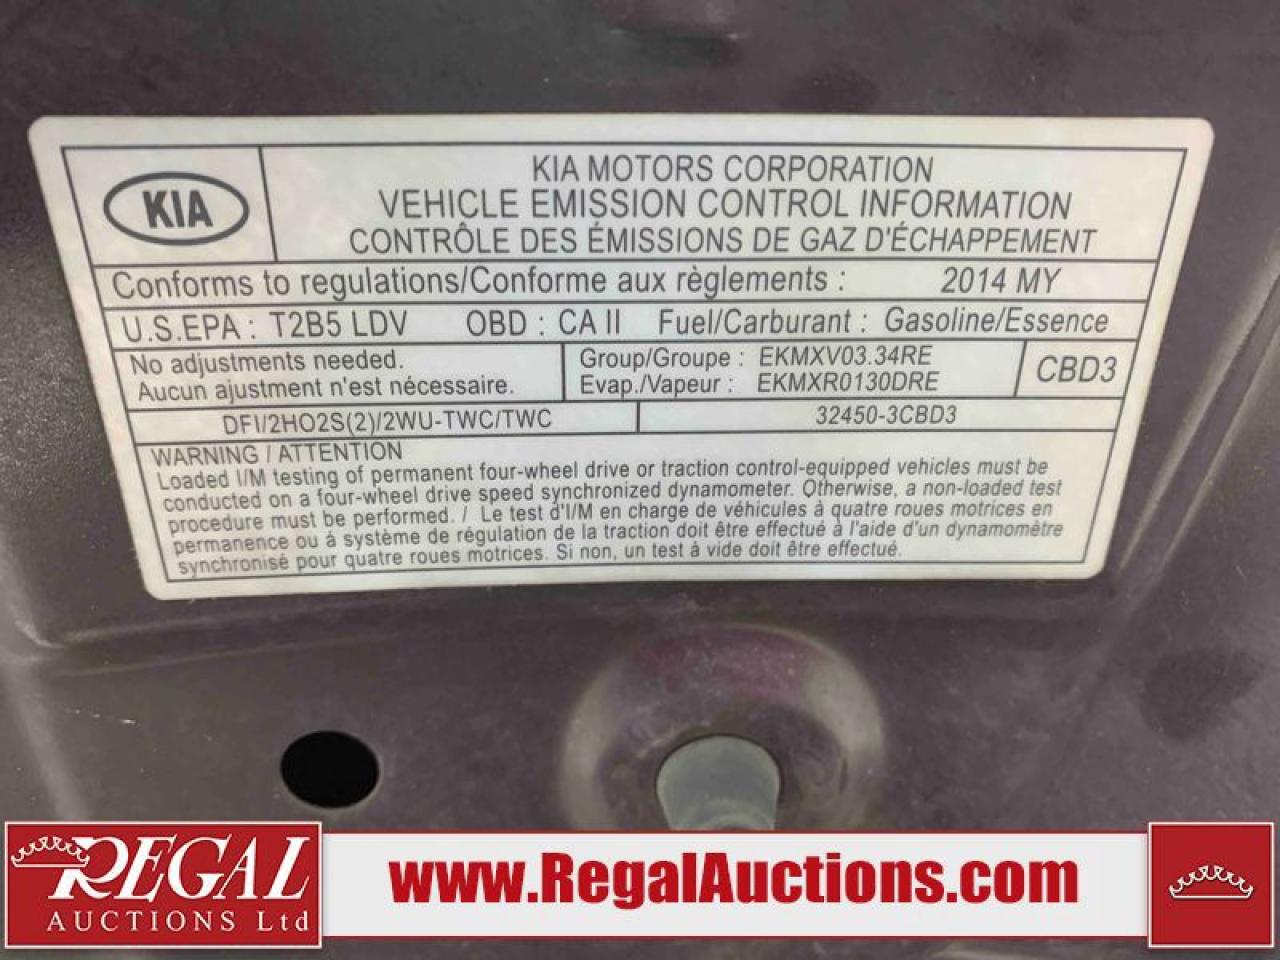 KIA
KIA MOTORS CORPORATION
VEHICLE EMISSION CONTROL INFORMATION
CONTRÔLE DES ÉMISSIONS DE GAZ D'ÉCHAPPEMENT
Conforms to regulations/Conforme aux règlements : 2014 MY
U.S.EPA : T2B5 LDV OBD : CA II Fuel/Carburant : Gasoline/Essence
No adjustments needed.
Aucun ajustment n'est nécessaire.
Group/Groupe : EKMXV03.34RE
Evap./Vapeur : EKMXR0130DRE
CBD3
DFI/2HO2S(2)/2WU-TWC/TWC
32450-3CBD3
WARNING / ATTENTION
Loaded I/M testing of permanent four-wheel drive or traction control-equipped vehicles must be
conducted on a four-wheel drive speed synchronized dynamometer. Otherwise, a non-loaded test
procedure must be performed. / Le test d'I/M en charge de véhicules à quatre roues motrices en
permanence ou á système de régulation de la traction doit être effectué à l'aide d'un dynamomètre
synchronisé pour quatre roues motrices. Si non, un test à vide doit être effectué.
REGAL
AUCTIONS Ltd
www.RegalAuctions.com